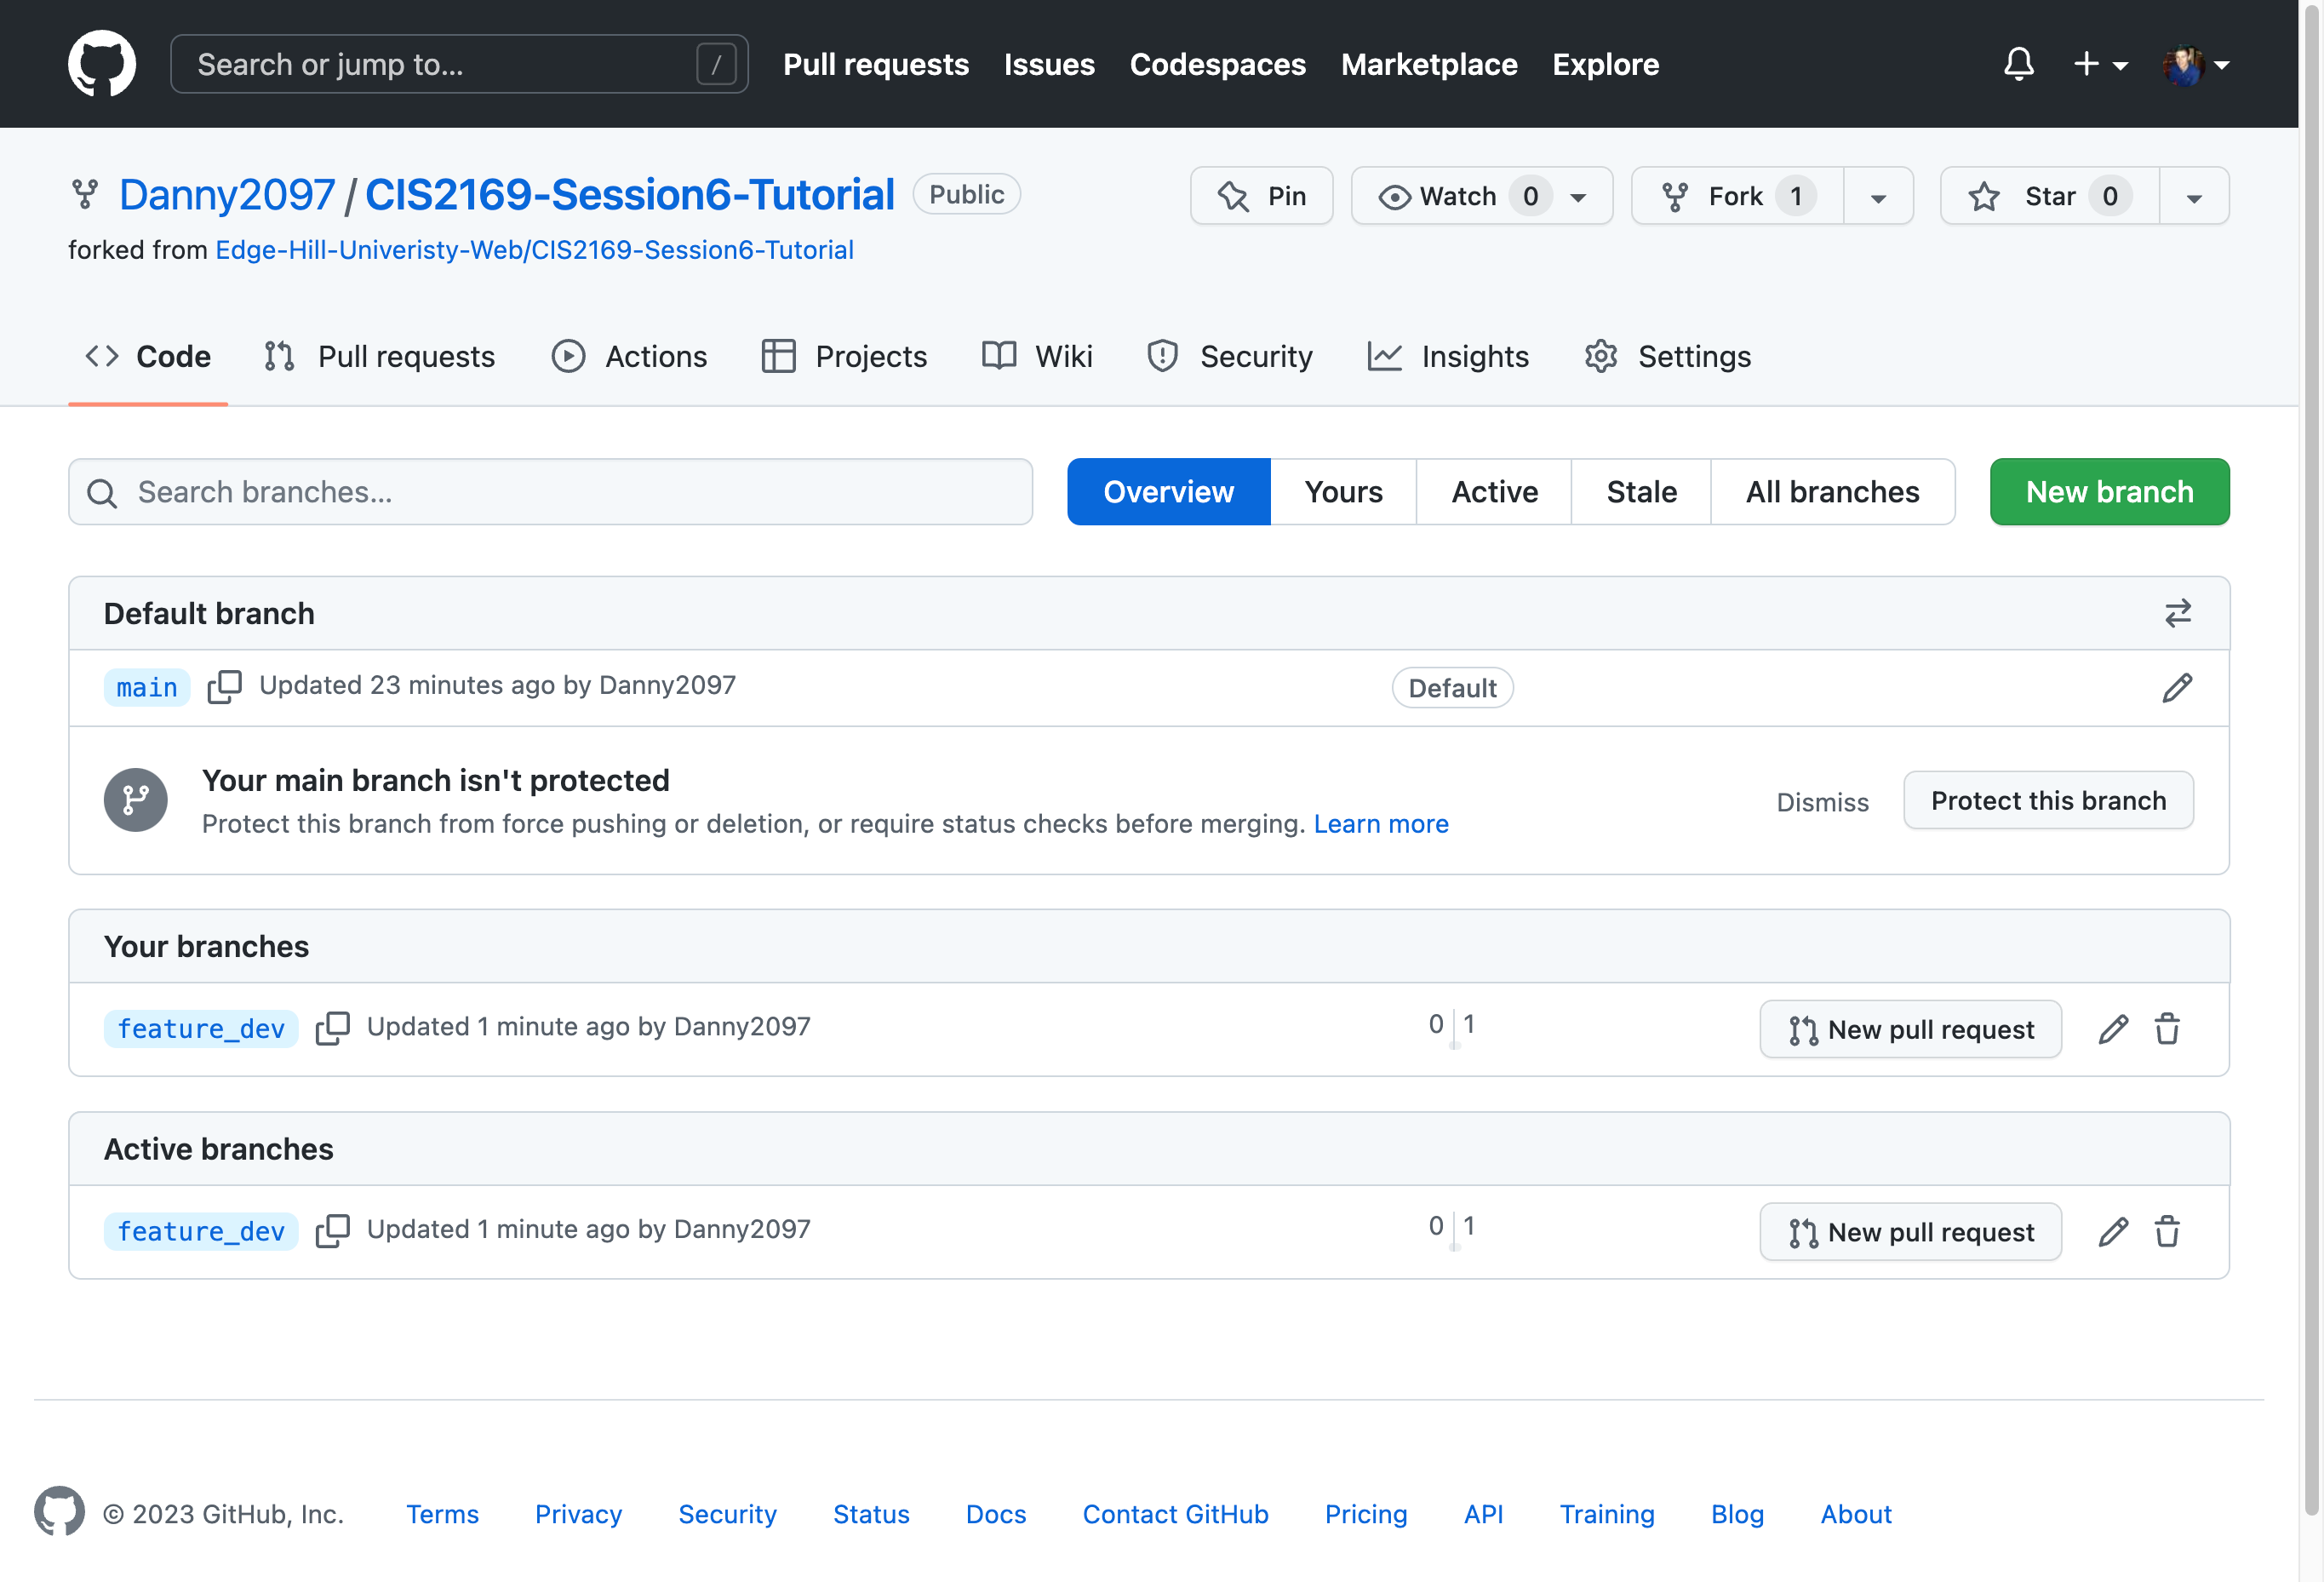 Search or jump to... / Pull requests Issues Codespaces Marketplace Explore
Danny2097 / CIS2169-Session6-Tutorial Public Pin Watch 0 Fork 1 Star 0
forked from Edge-Hill-Univeristy-Web/CIS2169-Session6-Tutorial
Code Pull requests Actions Projects Wiki Security Insights Settings
Search branches... Overview Yours Active Stale All branches New branch
Default branch
main Updated 23 minutes ago by Danny2097 Default
Your main branch isn't protected
Protect this branch from force pushing or deletion, or require status checks before merging. Learn more Dismiss Protect this branch
Your branches
feature_dev Updated 1 minute ago by Danny2097 0 1 New pull request
Active branches
feature_dev Updated 1 minute ago by Danny2097 0 1 New pull request
© 2023 GitHub, Inc. Terms Privacy Security Status Docs Contact GitHub Pricing API Training Blog About